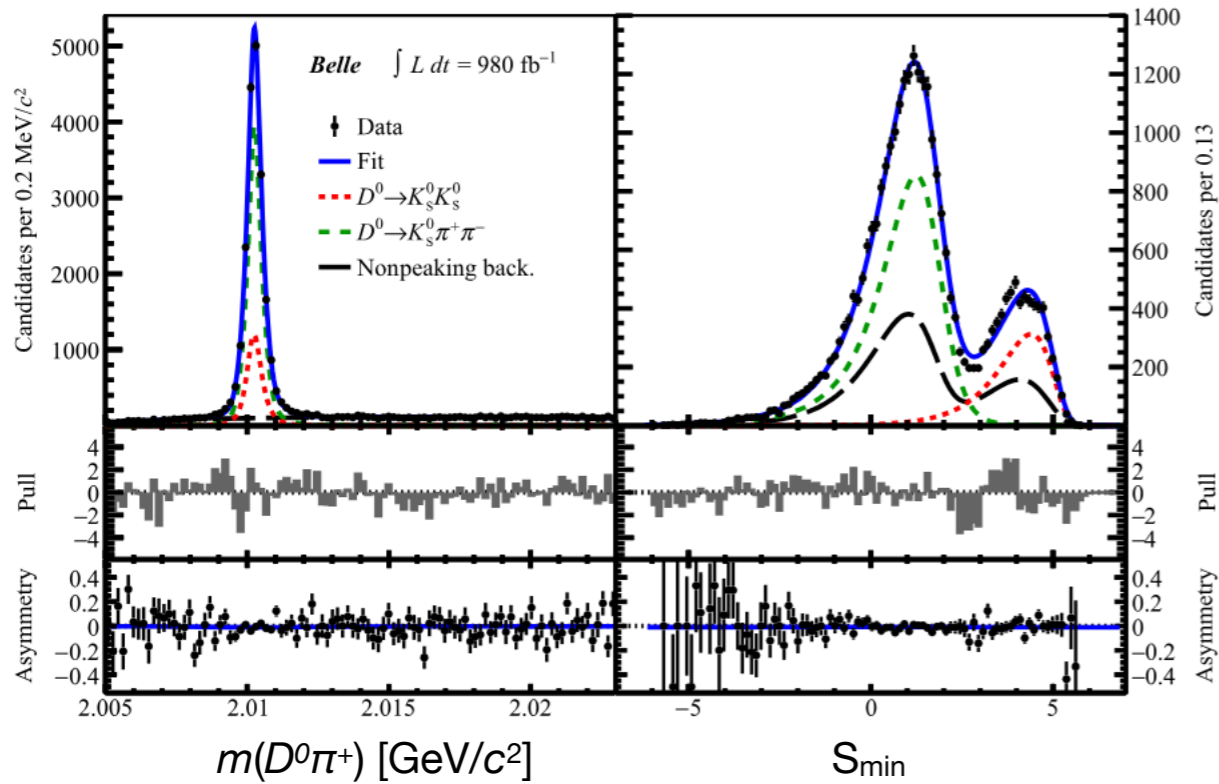 Candidates per 0.2 MeV/c²
5000
4000
3000
2000
1000
Belle ∫ L dt = 980 fb⁻¹
Data
Fit
D⁰→K⁰ₛK⁰ₛ
D⁰→K⁰ₛπ⁺π⁻
Nonpeaking back.
1400
1200
1000
800
600
400
200
Candidates per 0.13
Pull
4
2
0
−2
−4
4
2
0
−2
−4
Pull
Asymmetry
0.4
0.2
0
−0.2
−0.4
0.4
0.2
0
−0.2
−0.4
Asymmetry
2.005 2.01 2.015 2.02
−5 0 5
m(D⁰π⁺) [GeV/c²]
Sₘᵢₙ